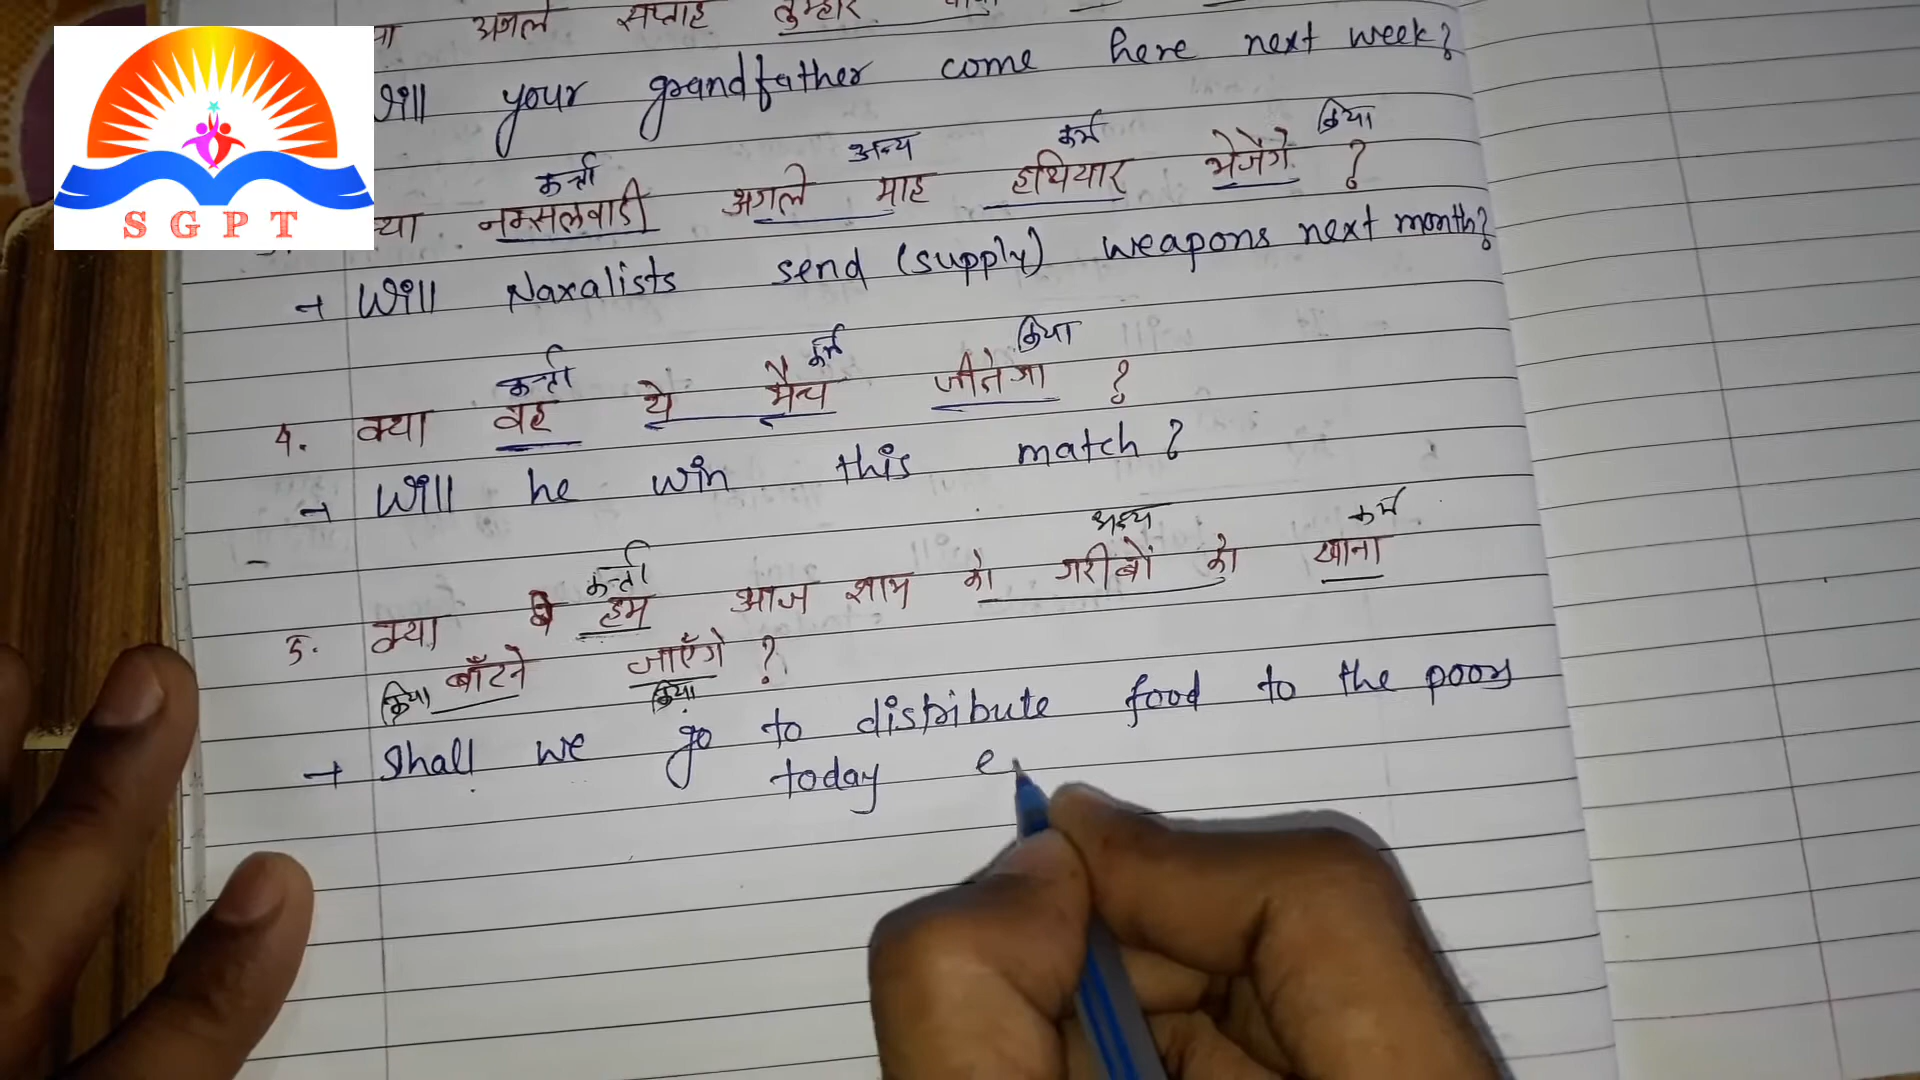 अगले सप्ताह तुम्हारे
Will your grandfather come here next week?
SGPT
कर्त्ता अन्य कर्म क्रिया
क्या नक्सलवाडी अगले माह हथियार भेजेंगे ?
→ Will Naxalists send (supply) weapons next month?
कर्त्ता कर्म क्रिया
4. क्या वह ये मैच जीतेगा ?
→ Will he win this match?
कर्त्ता अन्य कर्म
5. क्या हम आज शाम को गरीबों को खाना
क्रिया बाँटने जाएँगे ?
क्रिया
→ Shall we go to distribute food to the poor
today e